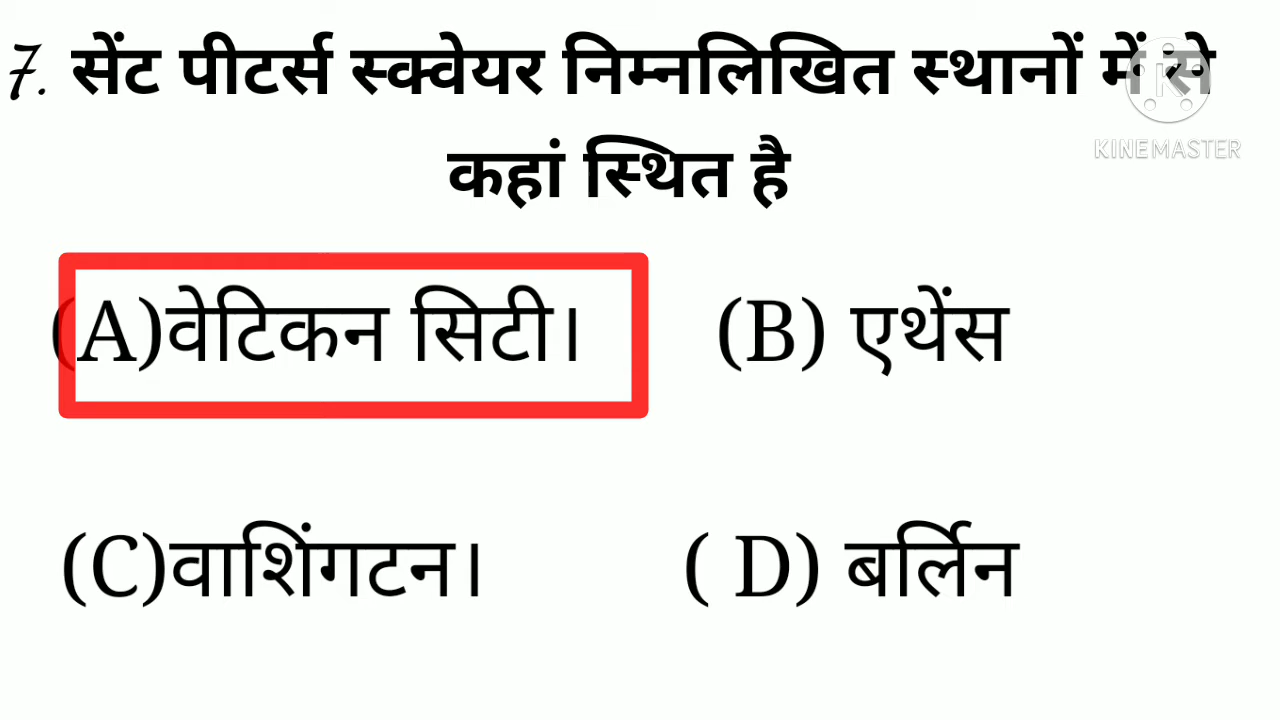 7. सेंट पीटर्स स्क्वेयर निम्नलिखित स्थानों में से
कहां स्थित है
KINEMASTER
(A)वेटिकन सिटी। (B) एथेंस
(C)वाशिंगटन। ( D) बर्लिन